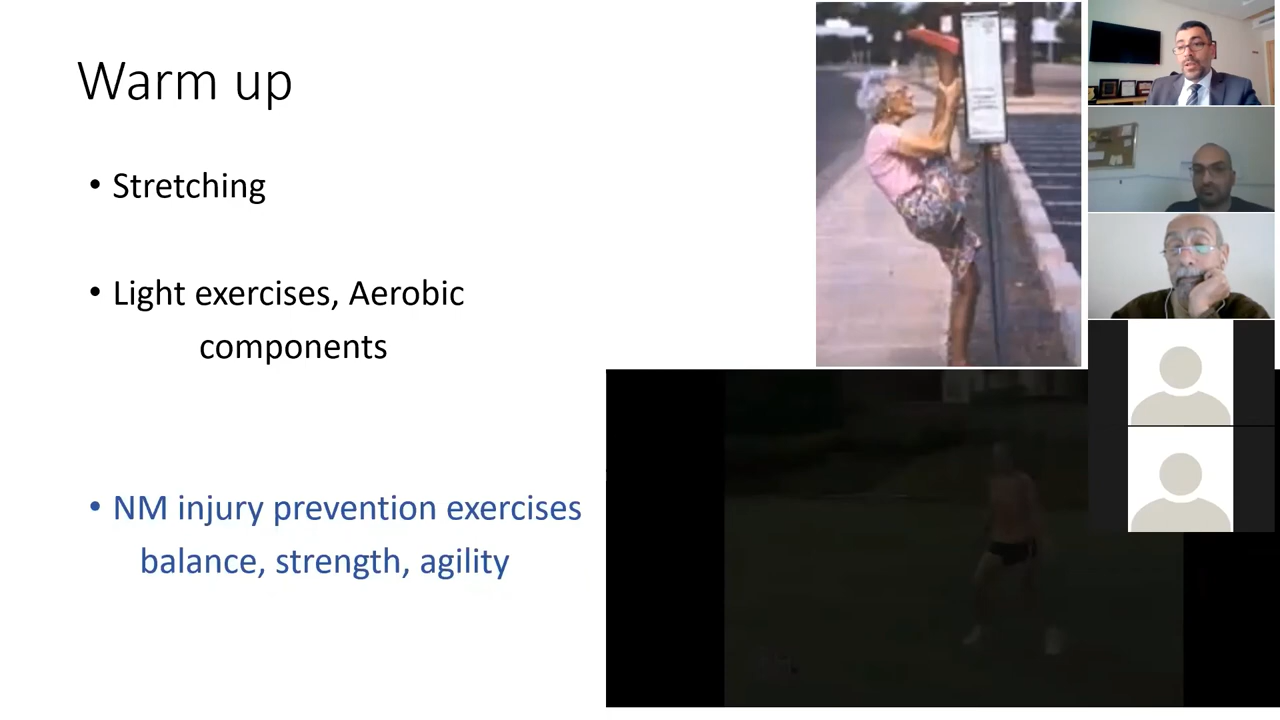 Warm up
• Stretching
• Light exercises, Aerobic
components
• NM injury prevention exercises
balance, strength, agility